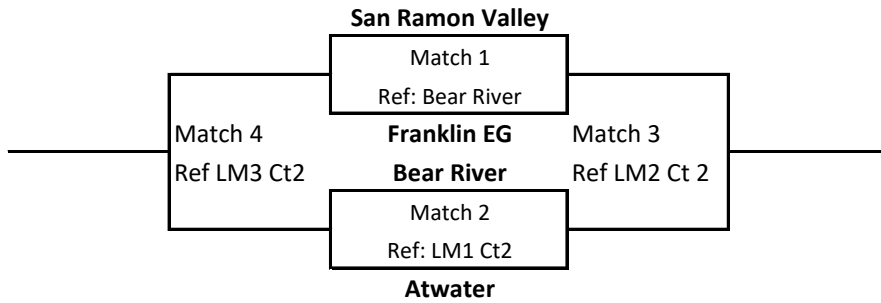 San Ramon Valley
Match 1
Ref: Bear River
Match 4
Franklin EG
Match 3
Ref LM3 Ct2
Bear River
Ref LM2 Ct 2
Match 2
Ref: LM1 Ct2
Atwater